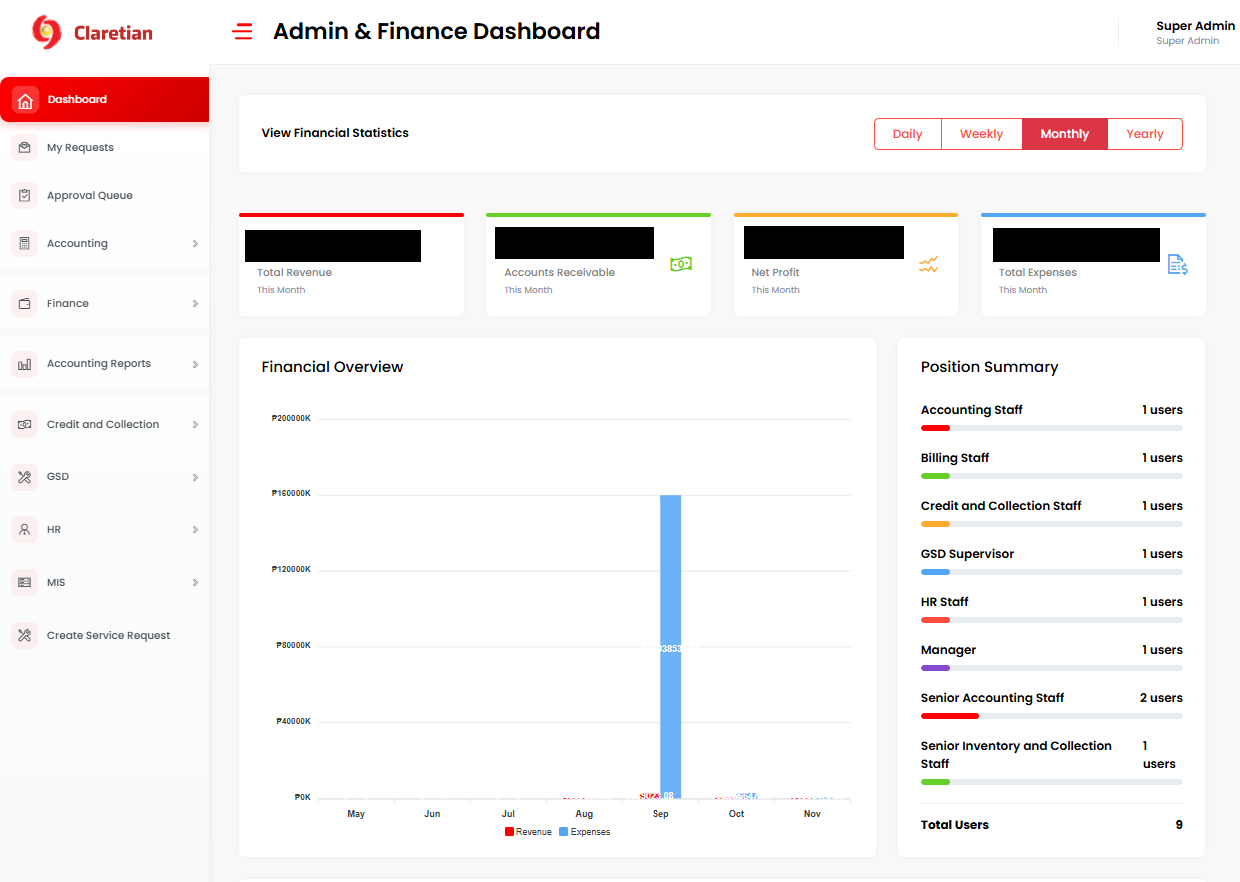 Claretian
Admin & Finance Dashboard
Super Admin
Super Admin
Dashboard
My Requests
Approval Queue
Accounting
Finance
Accounting Reports
Credit and Collection
GSD
HR
MIS
Create Service Request
View Financial Statistics
Daily Weekly Monthly Yearly
Total Revenue
This Month
Accounts Receivable
This Month
Net Profit
This Month
Total Expenses
This Month
Financial Overview
₱200000K
₱160000K
₱120000K
₱80000K
₱40000K
₱0K
May Jun Jul Aug Sep Oct Nov
Revenue Expenses
Position Summary
Accounting Staff 1 users
Billing Staff 1 users
Credit and Collection Staff 1 users
GSD Supervisor 1 users
HR Staff 1 users
Manager 1 users
Senior Accounting Staff 2 users
Senior Inventory and Collection 1
Staff users
Total Users 9